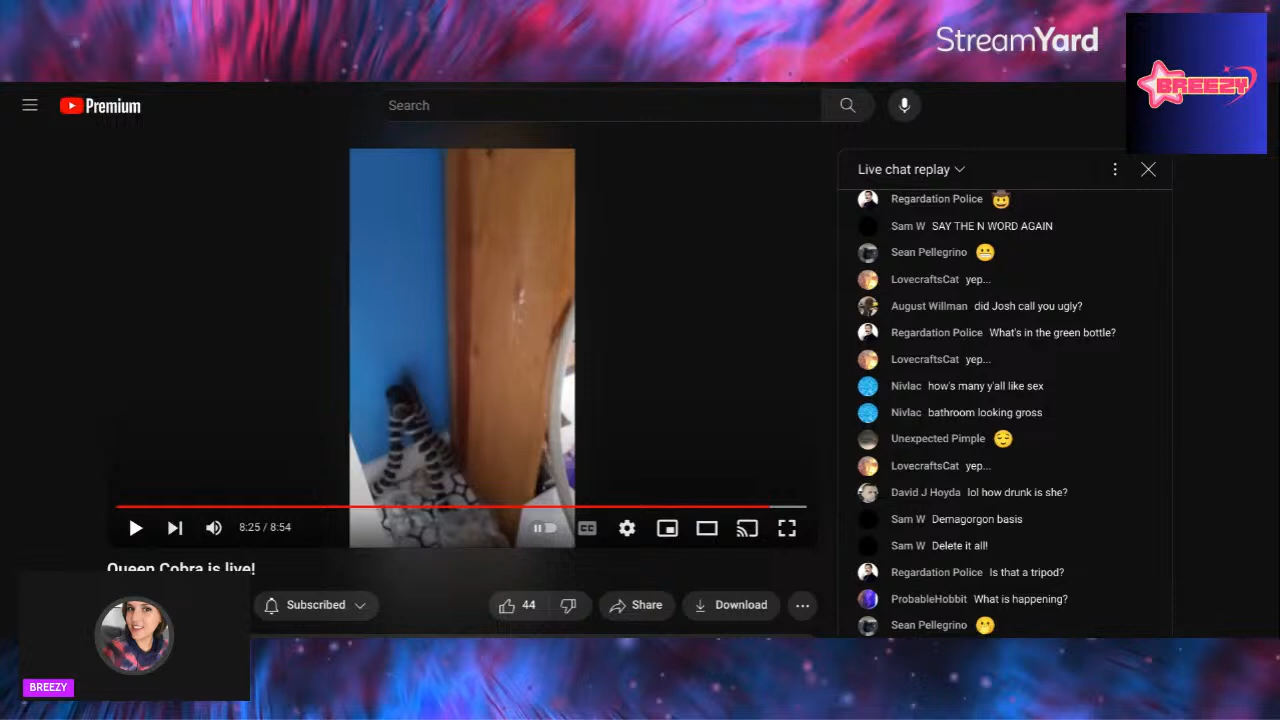 StreamYard
BREEZY
Premium
Search
Live chat replay
Regardation Police
Sam W SAY THE N WORD AGAIN
Sean Pellegrino
LovecraftsCat yep...
August Willman did Josh call you ugly?
Regardation Police What's in the green bottle?
LovecraftsCat yep...
Nivlac how's many y'all like sex
Nivlac bathroom looking gross
Unexpected Pimple
LovecraftsCat yep...
David J Hoyda lol how drunk is she?
Sam W Demagorgon basis
Sam W Delete it all!
Regardation Police Is that a tripod?
ProbableHobbit What is happening?
Sean Pellegrino
8:25 / 8:54
CC
Queen Cobra is live!
Subscribed
44
Share
Download
BREEZY